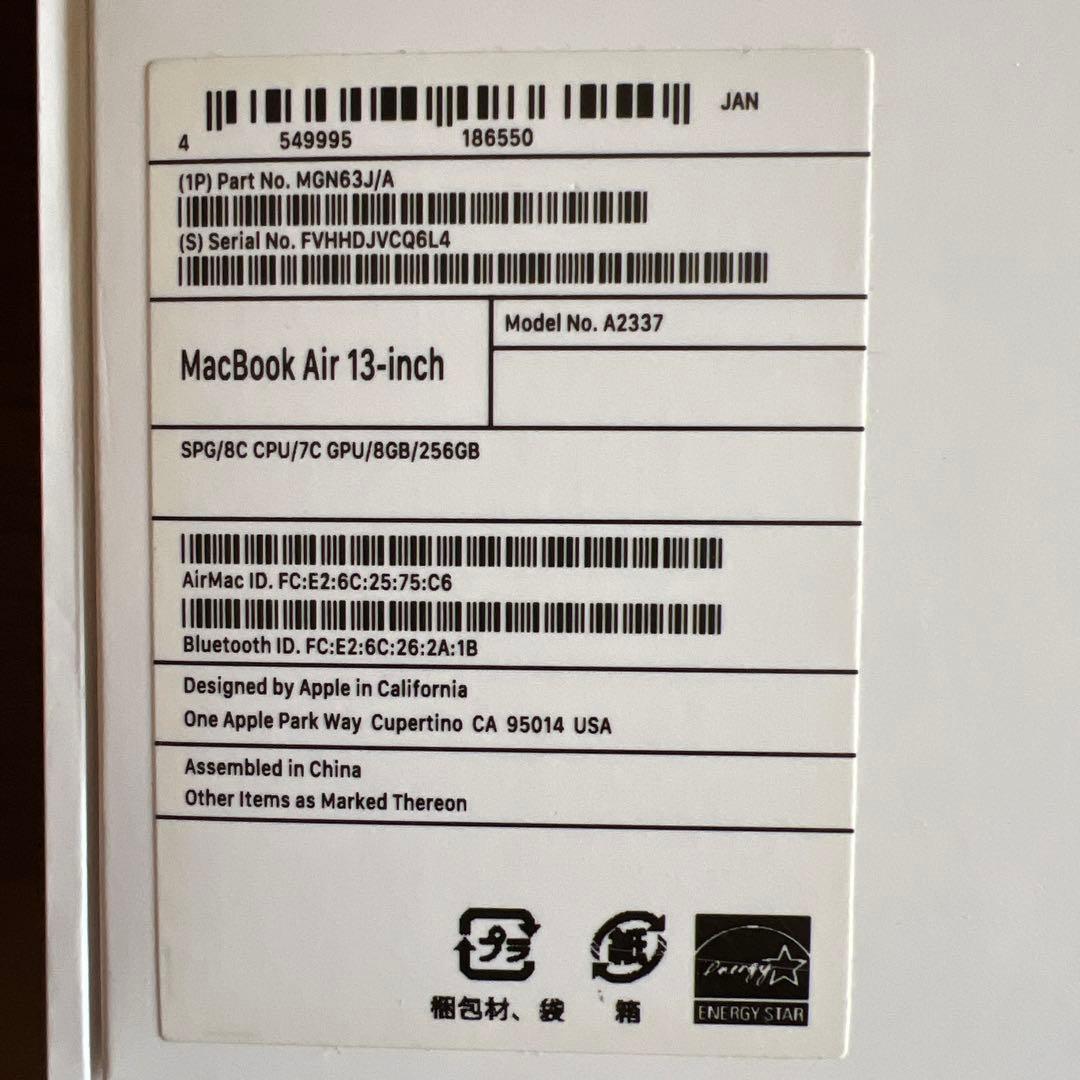 JAN
4 549995 186550
(1P) Part No. MGN63J/A
(S) Serial No. FVHHDJVCQ6L4
MacBook Air 13-inch
Model No. A2337
SPG/8C CPU/7C GPU/8GB/256GB
AirMac ID. FC:E2:6C:25:75:C6
Bluetooth ID. FC:E2:6C:26:2A:1B
Designed by Apple in California
One Apple Park Way Cupertino CA 95014 USA
Assembled in China
Other Items as Marked Thereon
プラ
紙
energy
梱包材、袋
箱
ENERGY STAR